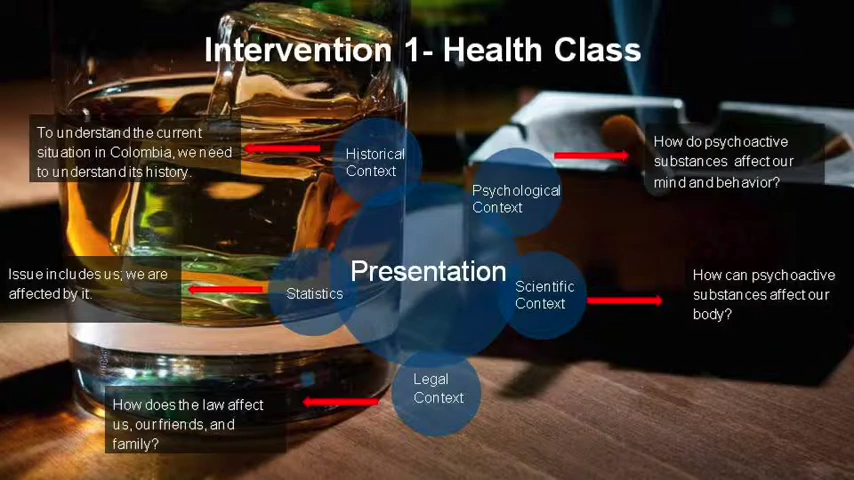 Intervention 1- Health Class
To understand the current
situation in Colombia, we need
to understand its history.
Historical
Context
Psychological
Context
How do psychoactive
substances affect our
mind and behavior?
Issue includes us; we are
affected by it.
Statistics
Presentation
Scientific
Context
How can psychoactive
substances affect our
body?
Legal
Context
How does the law affect
us, our friends, and
family?